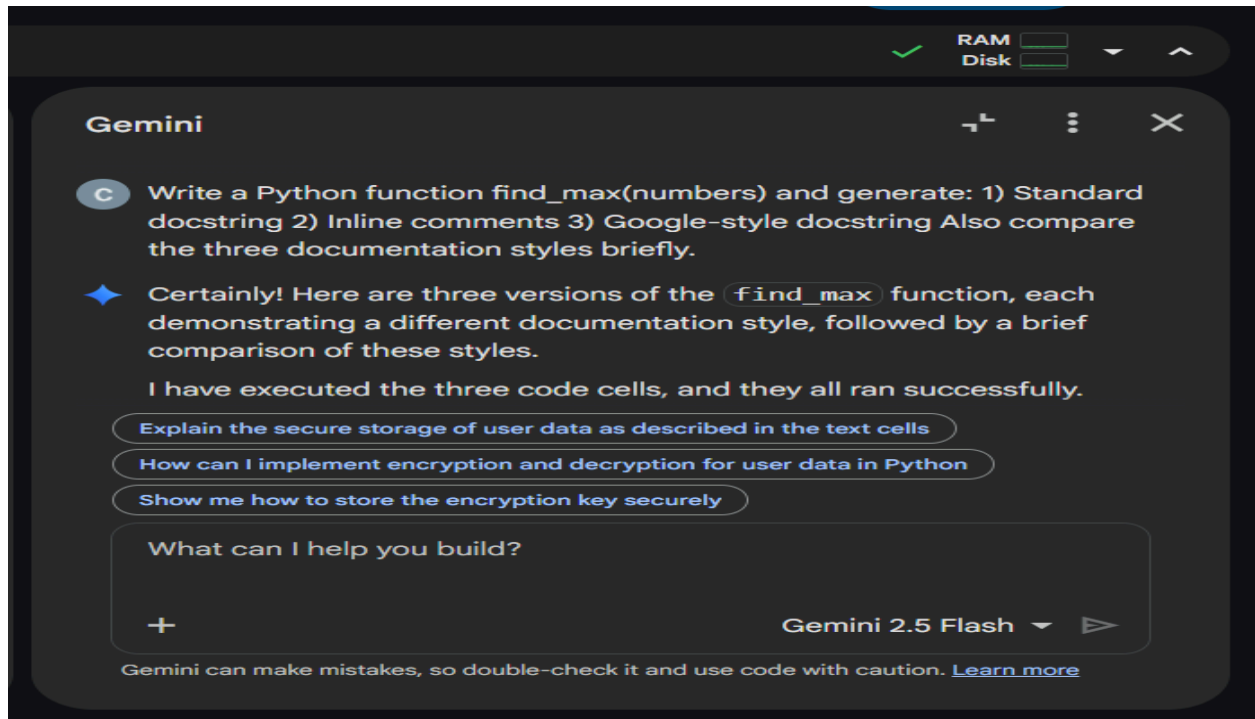 RAM
Disk
Gemini
C
Write a Python function find_max(numbers) and generate: 1) Standard
docstring 2) Inline comments 3) Google-style docstring Also compare
the three documentation styles briefly.
Certainly! Here are three versions of the find_max function, each
demonstrating a different documentation style, followed by a brief
comparison of these styles.
I have executed the three code cells, and they all ran successfully.
Explain the secure storage of user data as described in the text cells
How can I implement encryption and decryption for user data in Python
Show me how to store the encryption key securely
What can I help you build?
Gemini 2.5 Flash
Gemini can make mistakes, so double-check it and use code with caution. Learn more